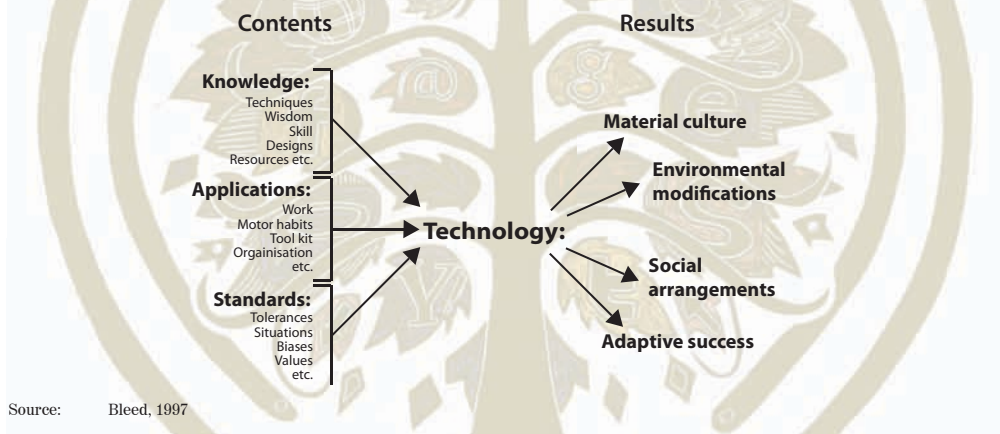 Contents
Results
Knowledge:
Techniques
Wisdom
Skill
Designs
Resources etc.
Applications:
Work
Motor habits
Tool kit
Orgainisation
etc.
Standards:
Tolerances
Situations
Biases
Values
etc.
Technology:
Material culture
Environmental
modifications
Social
arrangements
Adaptive success
Source: Bleed, 1997